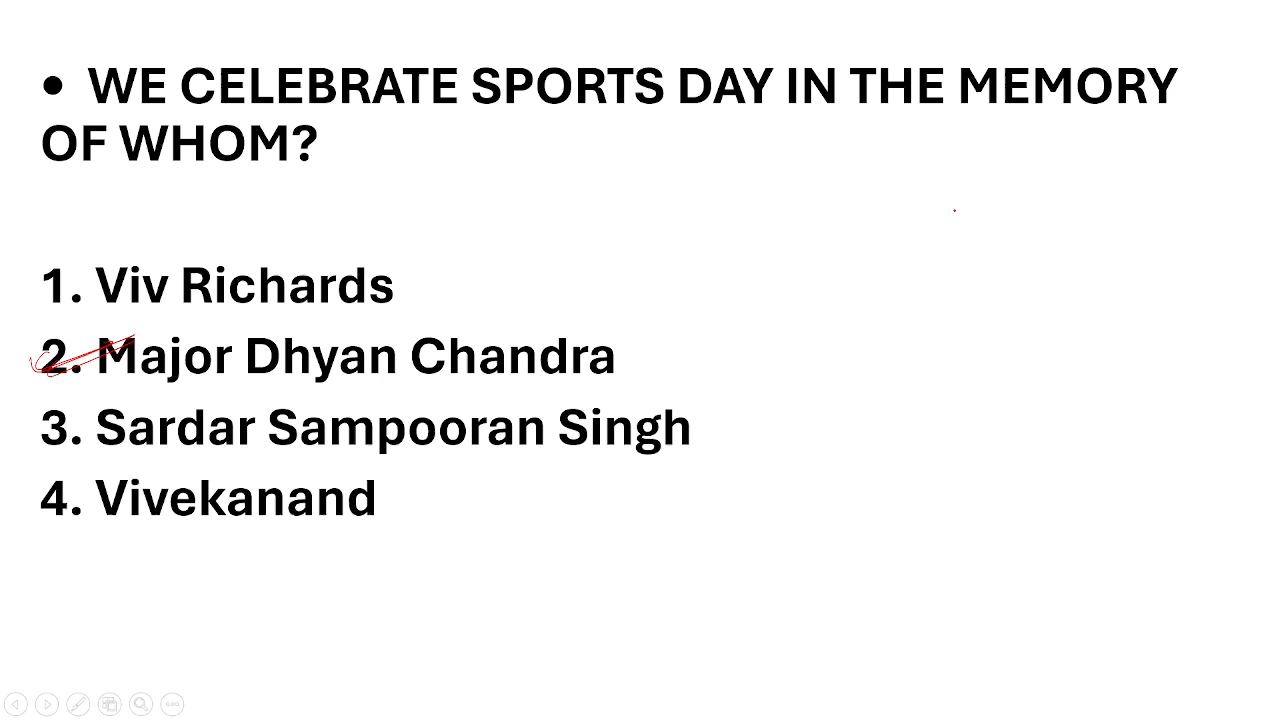 • WE CELEBRATE SPORTS DAY IN THE MEMORY
OF WHOM?
1. Viv Richards
2. Major Dhyan Chandra
3. Sardar Sampooran Singh
4. Vivekanand